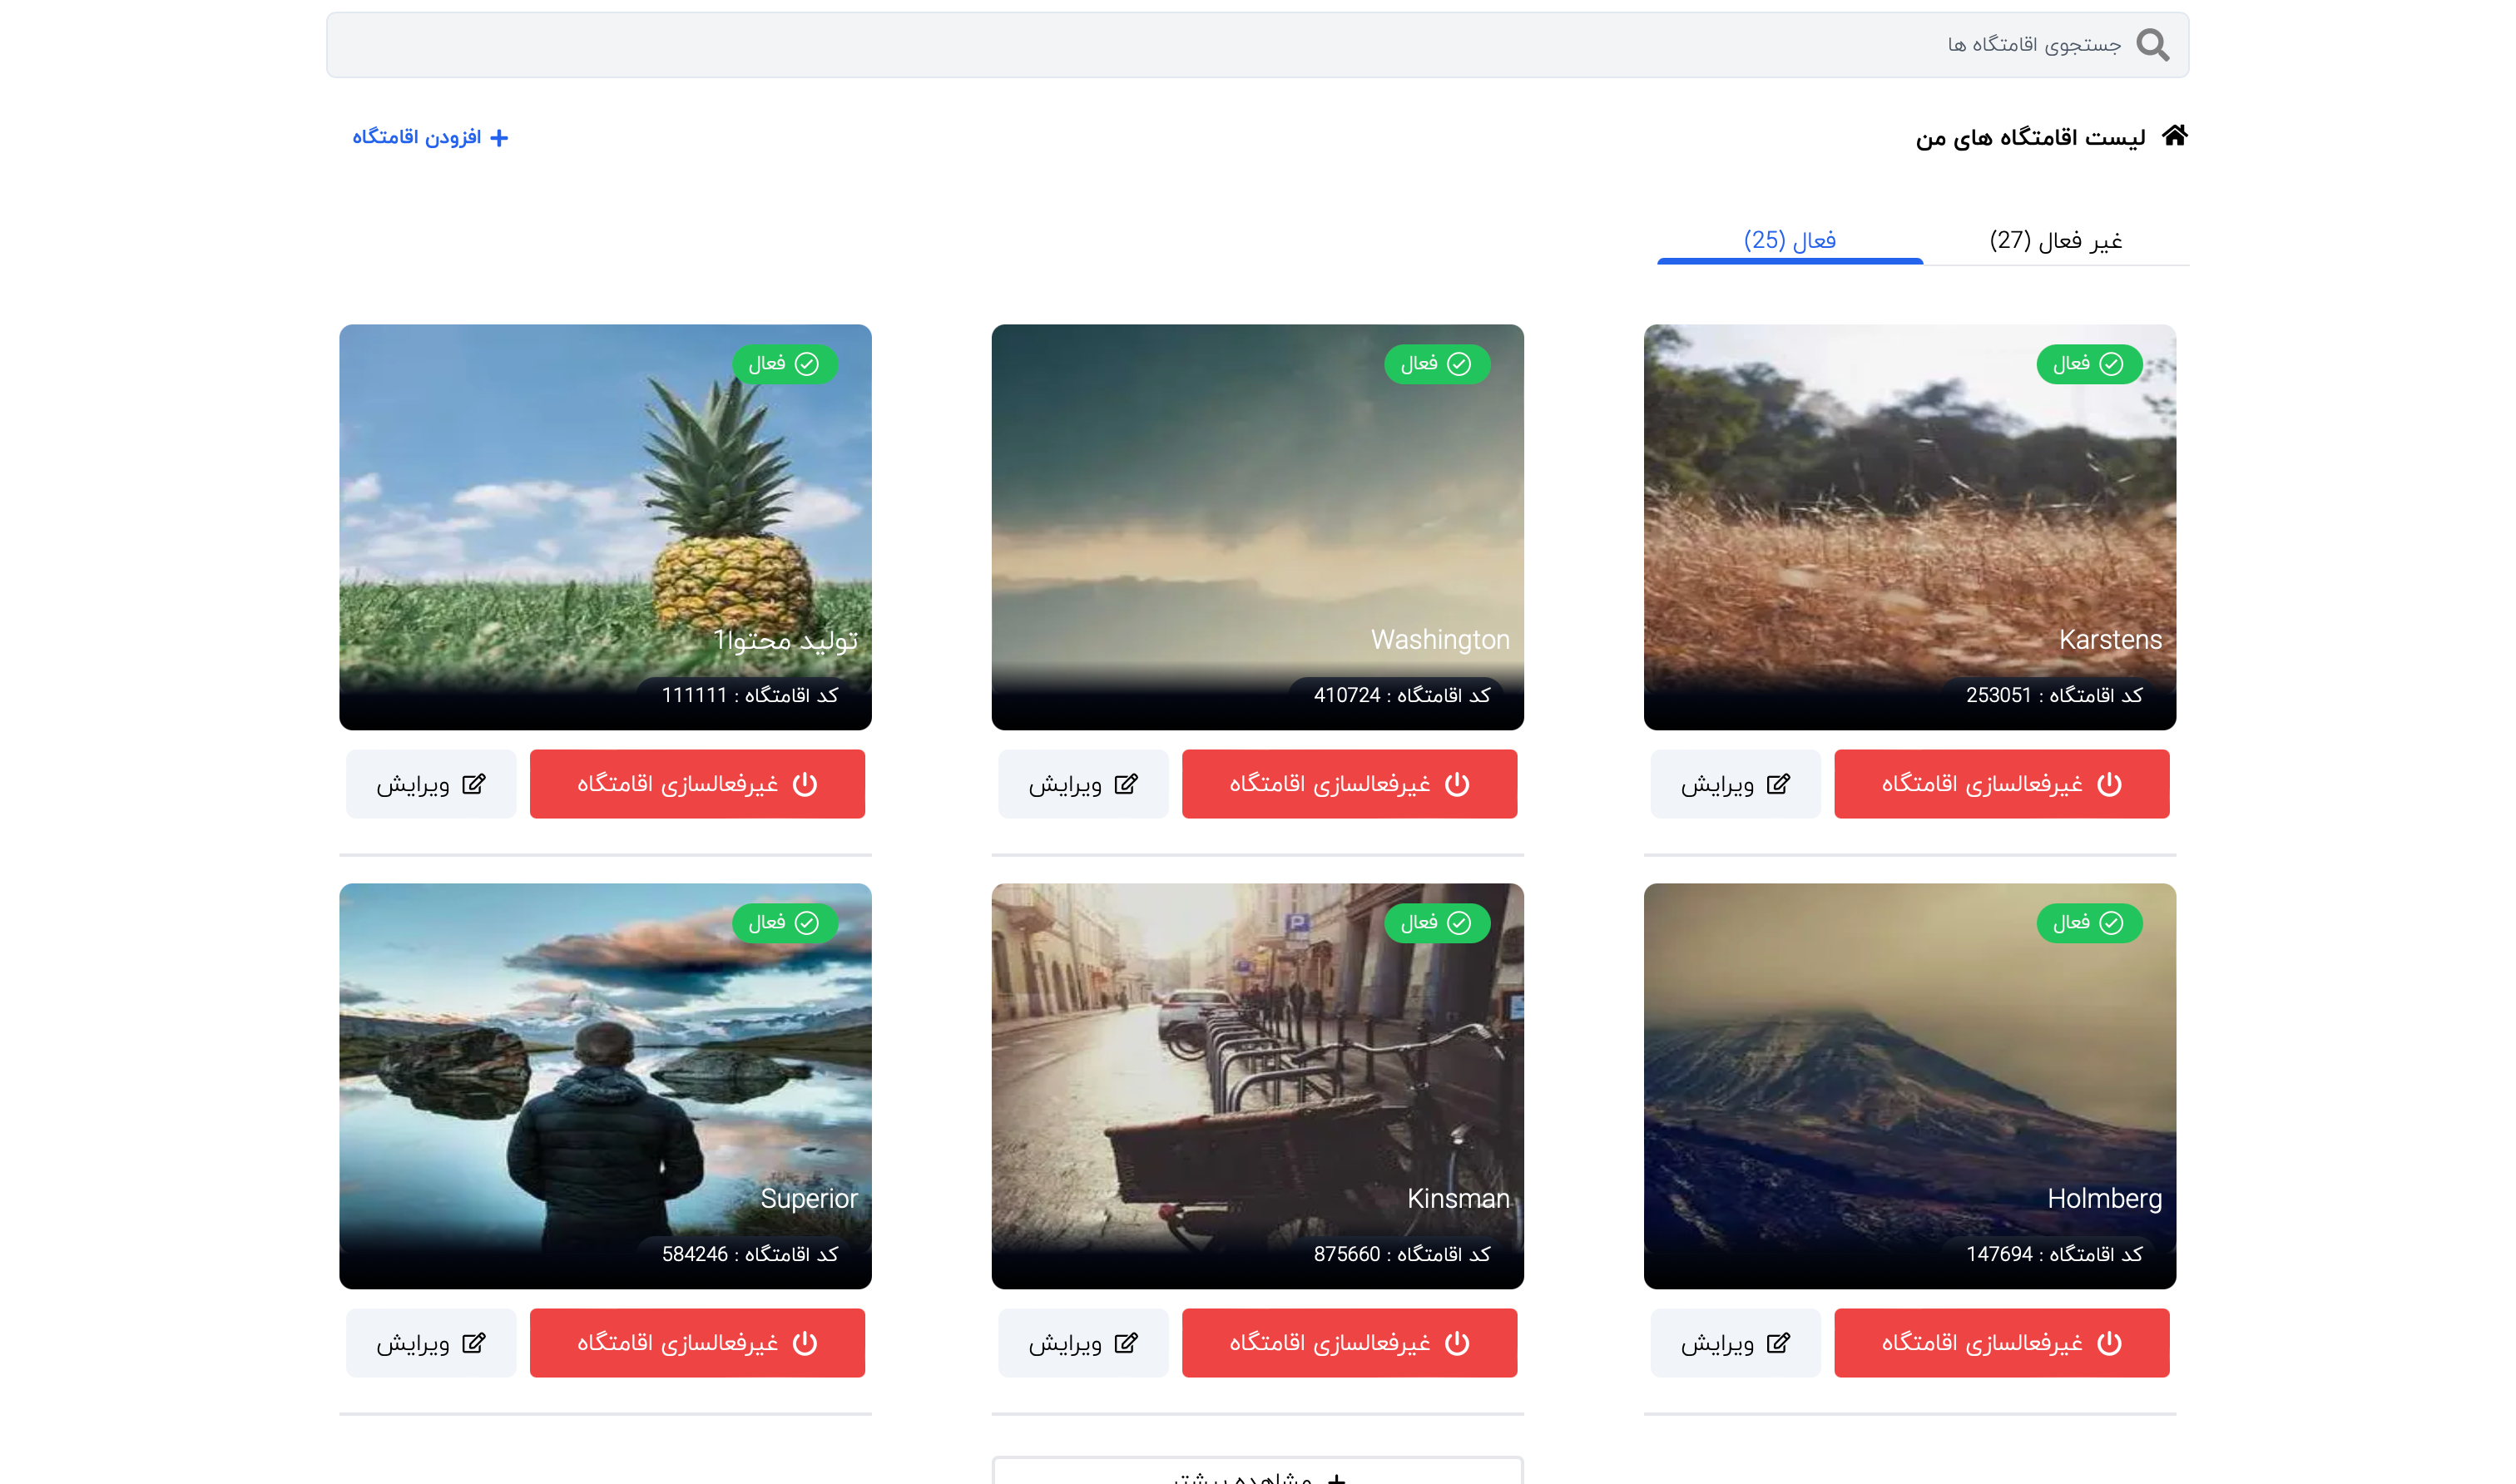 جستجوی اقامتگاه ها
لیست اقامتگاه های من
افزودن اقامتگاه
غیر فعال (27)
فعال (25)
فعال
Karstens
کد اقامتگاه : 253051
غیرفعالسازی اقامتگاه
ویرایش
فعال
Washington
کد اقامتگاه : 410724
غیرفعالسازی اقامتگاه
ویرایش
فعال
تولید محتوا1
کد اقامتگاه : 111111
غیرفعالسازی اقامتگاه
ویرایش
فعال
Holmberg
کد اقامتگاه : 147694
غیرفعالسازی اقامتگاه
ویرایش
فعال
P
Kinsman
کد اقامتگاه : 875660
غیرفعالسازی اقامتگاه
ویرایش
فعال
Superior
کد اقامتگاه : 584246
غیرفعالسازی اقامتگاه
ویرایش
مشاهده بیشتر